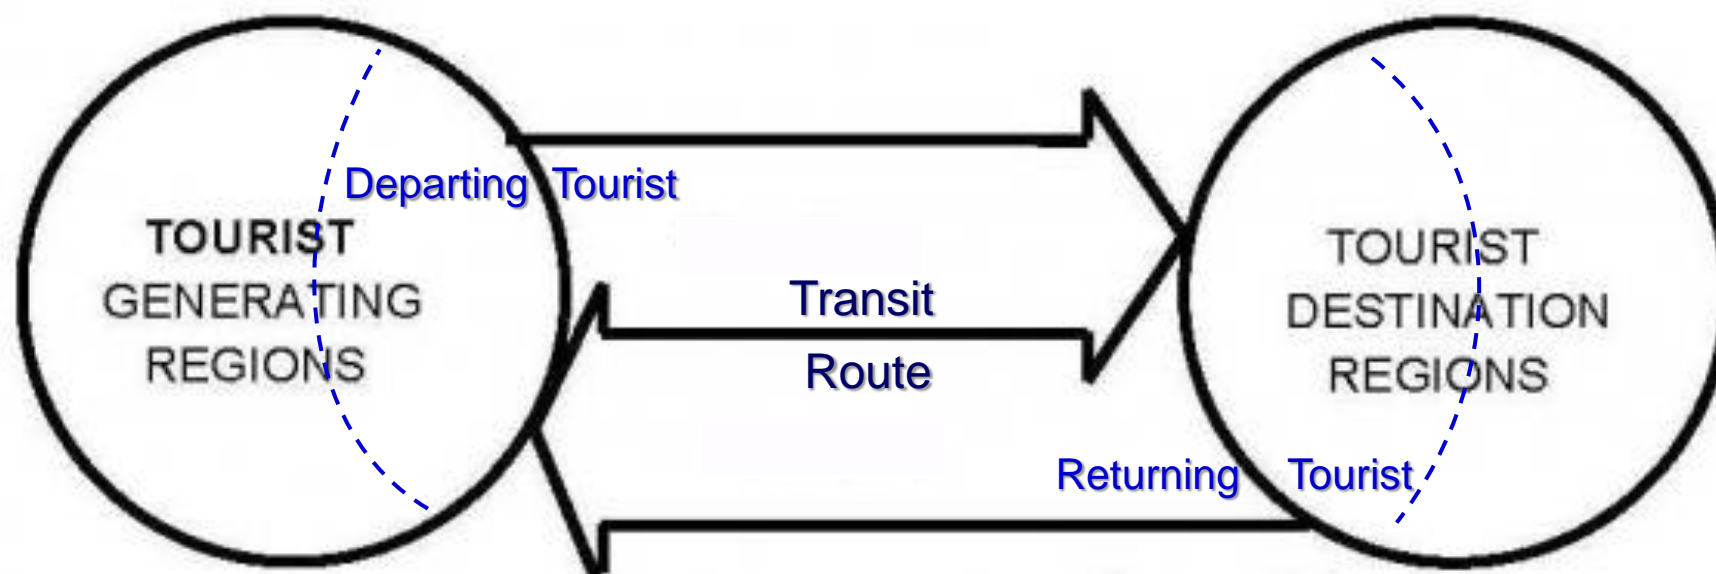 Departing Tourist
TOURIST
GENERATING
REGIONS
Transit
Route
TOURIST
DESTINATION
REGIONS
Returning Tourist